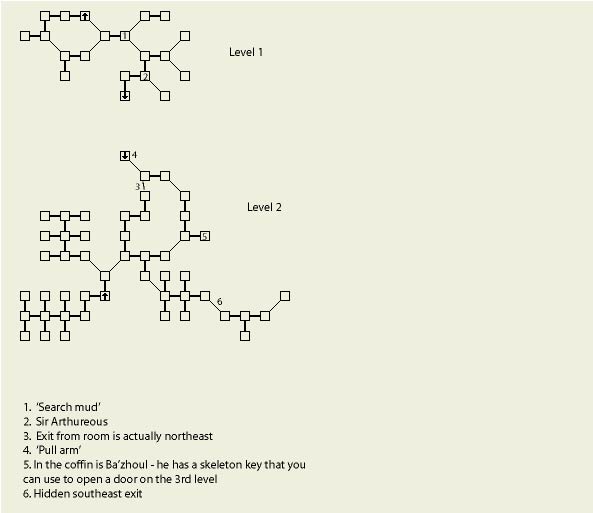 1
Level 1
2
4
3
Level 2
5
6
1. ‘Search mud’
2. Sir Arthureous
3. Exit from room is actually northeast
4. ‘Pull arm’
5. In the coffin is Ba’zhoul - he has a skeleton key that you
can use to open a door on the 3rd level
6. Hidden southeast exit